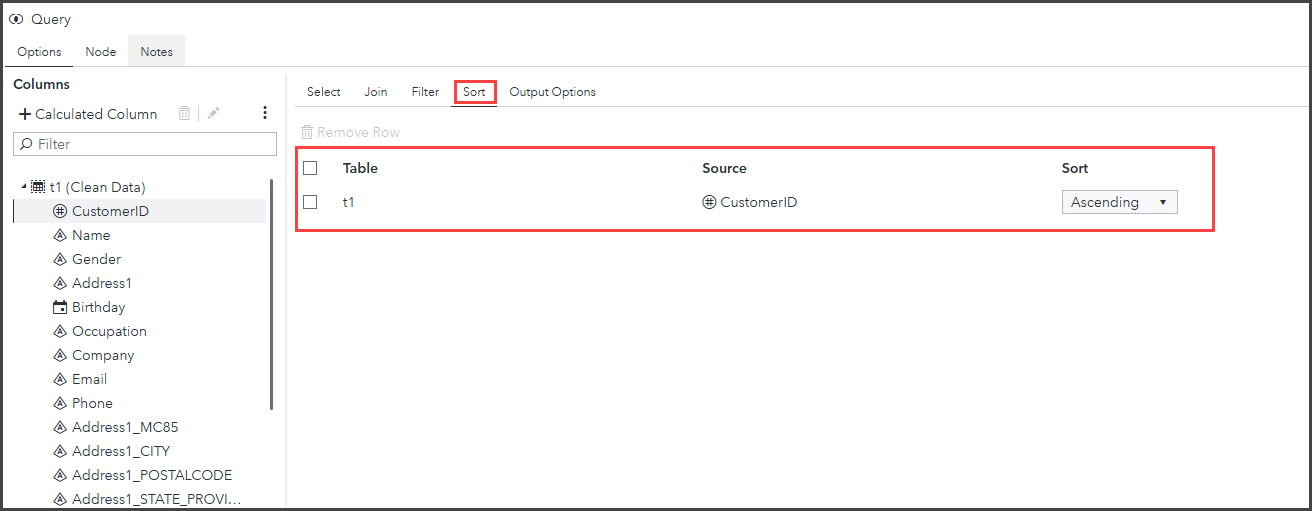 Query
Options Node Notes
Columns
+ Calculated Column
Filter
t1 (Clean Data)
CustomerID
Name
Gender
Address1
Birthday
Occupation
Company
Email
Phone
Address1_MC85
Address1_CITY
Address1_POSTALCODE
Address1_STATE_PROVI...
Select Join Filter Sort Output Options
Remove Row
Table Source Sort
t1 CustomerID Ascending